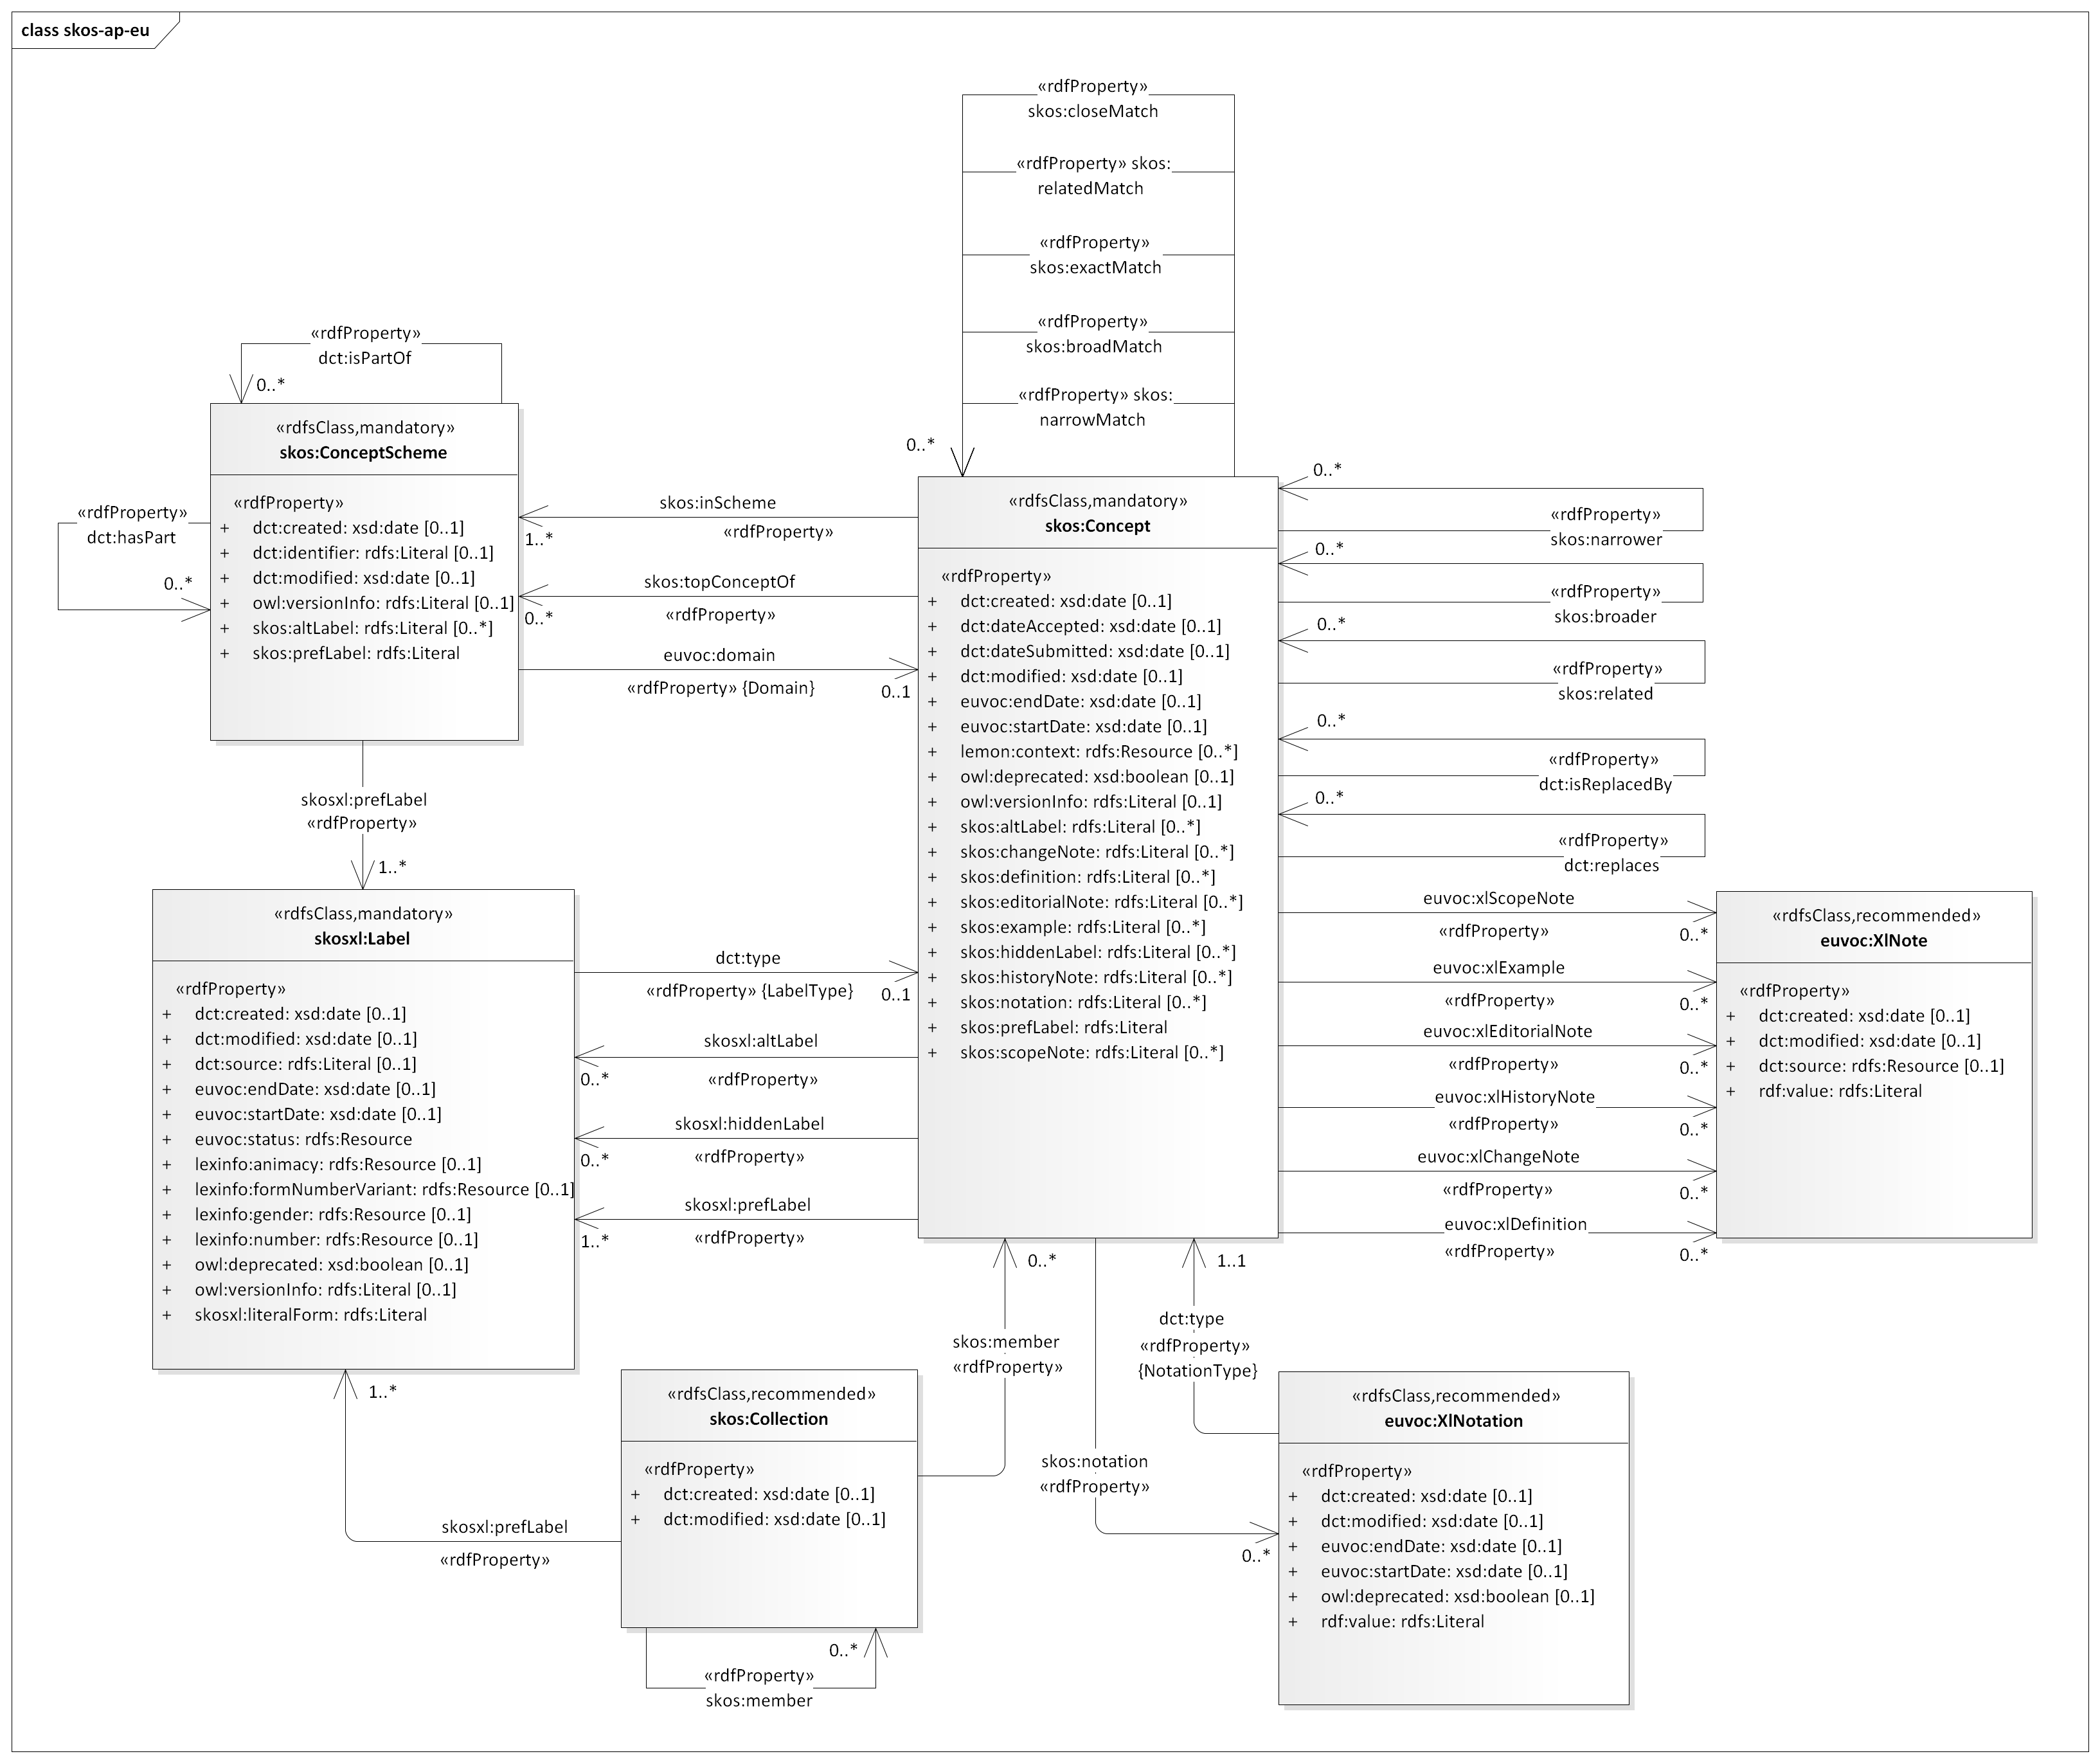 class skos-ap-eu
«rdfProperty»
skos:closeMatch
«rdfProperty» skos:
relatedMatch
«rdfProperty»
skos:exactMatch
«rdfProperty»
skos:broadMatch
«rdfProperty» skos:
narrowMatch
0..*
«rdfProperty»
dct:isPartOf
0..*
«rdfsClass,mandatory»
skos:ConceptScheme
«rdfProperty»
+ dct:created: xsd:date [0..1]
+ dct:identifier: rdfs:Literal [0..1]
+ dct:modified: xsd:date [0..1]
+ owl:versionInfo: rdfs:Literal [0..1]
+ skos:altLabel: rdfs:Literal [0..*]
+ skos:prefLabel: rdfs:Literal
«rdfProperty»
dct:hasPart
0..*
skos:inScheme
«rdfProperty»
1..*
skos:topConceptOf
«rdfProperty»
0..*
euvoc:domain
«rdfProperty» {Domain}
0..1
«rdfsClass,mandatory»
skos:Concept
«rdfProperty»
+ dct:created: xsd:date [0..1]
+ dct:dateAccepted: xsd:date [0..1]
+ dct:dateSubmitted: xsd:date [0..1]
+ dct:modified: xsd:date [0..1]
+ euvoc:endDate: xsd:date [0..1]
+ euvoc:startDate: xsd:date [0..1]
+ lemon:context: rdfs:Resource [0..*]
+ owl:deprecated: xsd:boolean [0..1]
+ owl:versionInfo: rdfs:Literal [0..1]
+ skos:altLabel: rdfs:Literal [0..*]
+ skos:changeNote: rdfs:Literal [0..*]
+ skos:definition: rdfs:Literal [0..*]
+ skos:editorialNote: rdfs:Literal [0..*]
+ skos:example: rdfs:Literal [0..*]
+ skos:hiddenLabel: rdfs:Literal [0..*]
+ skos:historyNote: rdfs:Literal [0..*]
+ skos:notation: rdfs:Literal [0..*]
+ skos:prefLabel: rdfs:Literal
+ skos:scopeNote: rdfs:Literal [0..*]
0..*
«rdfProperty»
skos:narrower
0..*
«rdfProperty»
skos:broader
0..*
«rdfProperty»
skos:related
0..*
«rdfProperty»
dct:isReplacedBy
0..*
«rdfProperty»
dct:replaces
skosxl:prefLabel
«rdfProperty»
1..*
«rdfsClass,mandatory»
skosxl:Label
«rdfProperty»
+ dct:created: xsd:date [0..1]
+ dct:modified: xsd:date [0..1]
+ dct:source: rdfs:Literal [0..1]
+ euvoc:endDate: xsd:date [0..1]
+ euvoc:startDate: xsd:date [0..1]
+ euvoc:status: rdfs:Resource
+ lexinfo:animacy: rdfs:Resource [0..1]
+ lexinfo:formNumberVariant: rdfs:Resource [0..1]
+ lexinfo:gender: rdfs:Resource [0..1]
+ lexinfo:number: rdfs:Resource [0..1]
+ owl:deprecated: xsd:boolean [0..1]
+ owl:versionInfo: rdfs:Literal [0..1]
+ skosxl:literalForm: rdfs:Literal
dct:type
«rdfProperty» {LabelType}
0..1
skosxl:altLabel
«rdfProperty»
0..*
skosxl:hiddenLabel
«rdfProperty»
0..*
skosxl:prefLabel
«rdfProperty»
1..*
euvoc:xlScopeNote
«rdfProperty»
0..*
euvoc:xlExample
«rdfProperty»
0..*
euvoc:xlEditorialNote
«rdfProperty»
0..*
euvoc:xlHistoryNote
«rdfProperty»
0..*
euvoc:xlChangeNote
«rdfProperty»
0..*
euvoc:xlDefinition
«rdfProperty»
0..*
«rdfsClass,recommended»
euvoc:XlNote
«rdfProperty»
+ dct:created: xsd:date [0..1]
+ dct:modified: xsd:date [0..1]
+ dct:source: rdfs:Resource [0..1]
+ rdf:value: rdfs:Literal
0..*
skos:member
«rdfProperty»
1..1
dct:type
«rdfProperty»
{NotationType}
skos:notation
«rdfProperty»
0..*
1..*
skosxl:prefLabel
«rdfProperty»
«rdfsClass,recommended»
skos:Collection
«rdfProperty»
+ dct:created: xsd:date [0..1]
+ dct:modified: xsd:date [0..1]
0..*
«rdfProperty»
skos:member
«rdfsClass,recommended»
euvoc:XlNotation
«rdfProperty»
+ dct:created: xsd:date [0..1]
+ dct:modified: xsd:date [0..1]
+ euvoc:endDate: xsd:date [0..1]
+ euvoc:startDate: xsd:date [0..1]
+ owl:deprecated: xsd:boolean [0..1]
+ rdf:value: rdfs:Literal